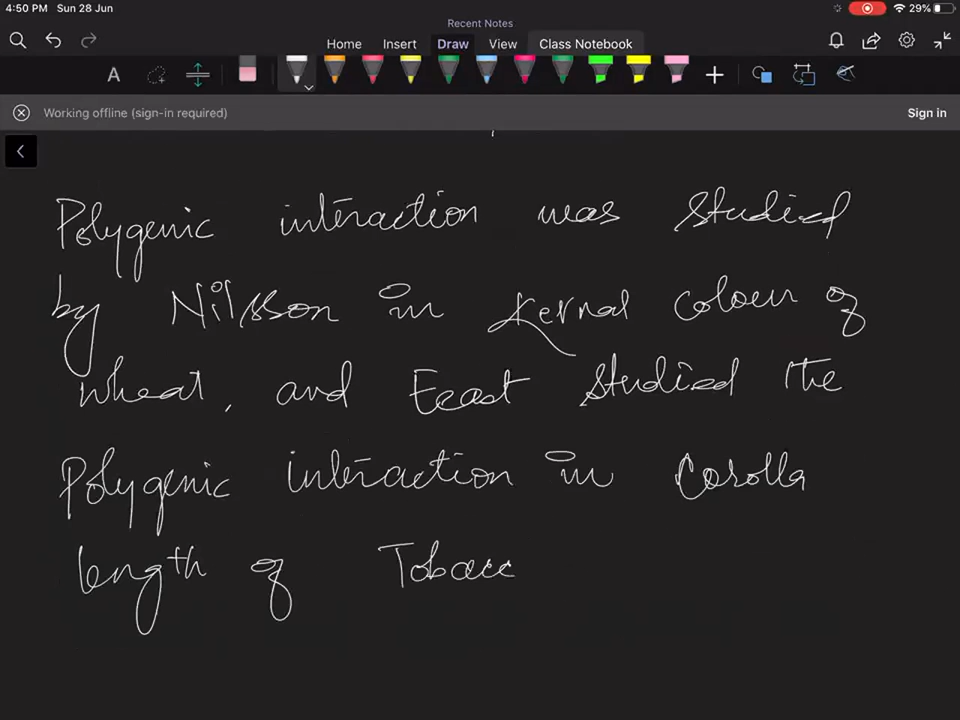 4:50 PM Sun 28 Jun
29%
Recent Notes
Home Insert Draw View Class Notebook
A
Working offline (sign-in required) Sign in
Polygenic interaction was studied
by Nilsson in Kernal colour of
wheat, and Eeast studied the
Polygenic interaction in Corolla
length of Tobacc